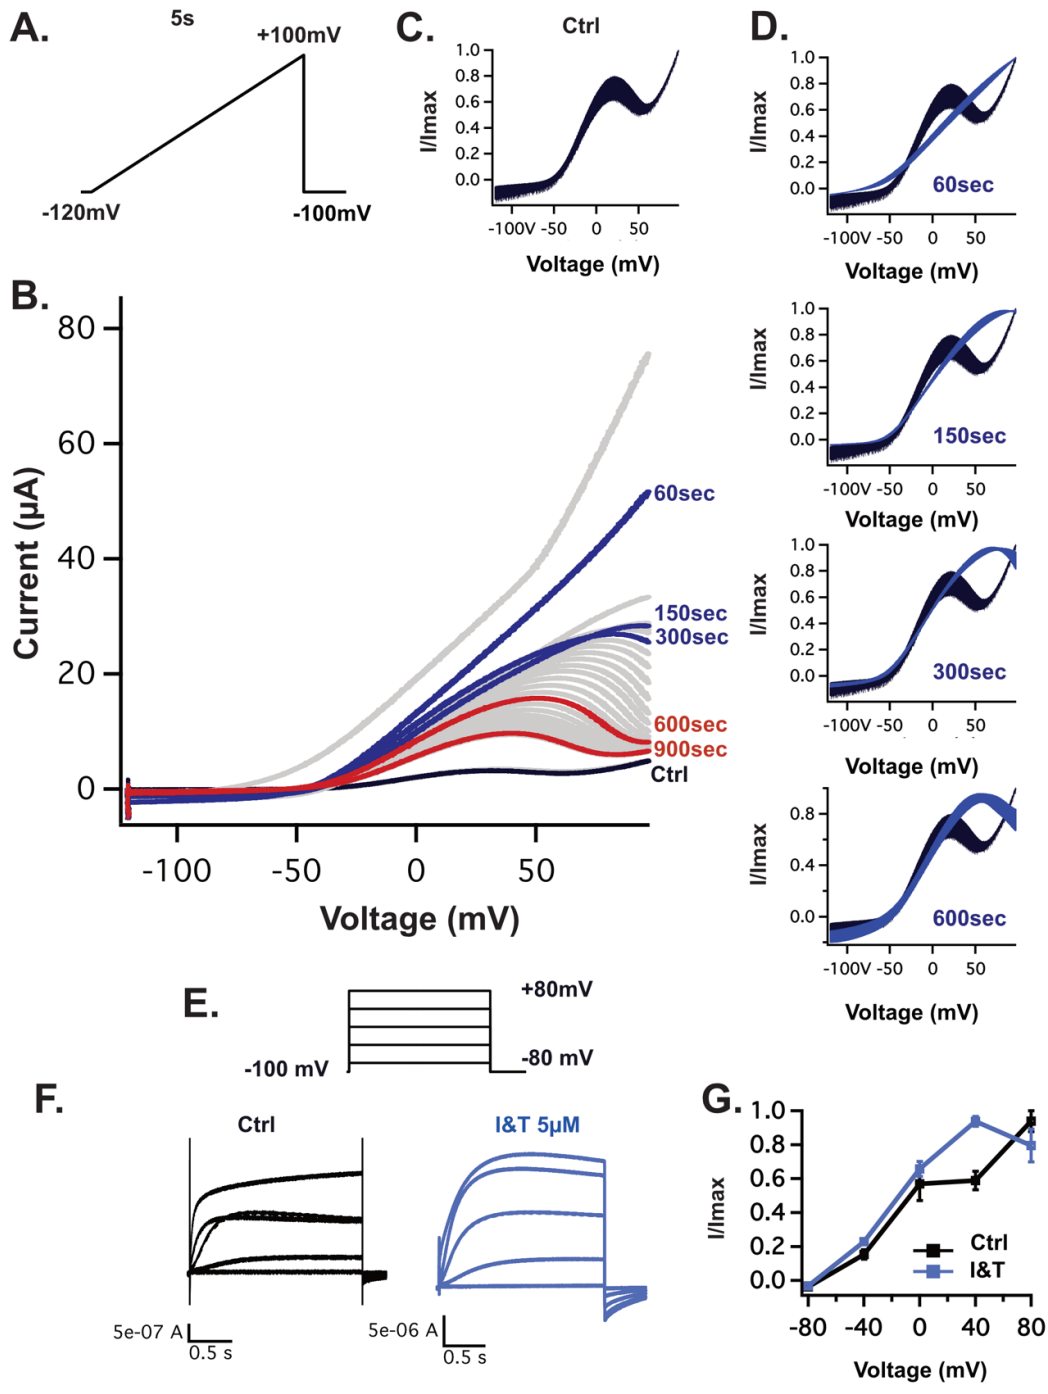 A.
5s
+100mV
-120mV
-100mV
B.
Current (µA)
80
60
40
20
0
-100
-50
0
50
Voltage (mV)
60sec
150sec
300sec
600sec
900sec
Ctrl
C.
Ctrl
I/Imax
1.0
0.8
0.6
0.4
0.2
0.0
-100V -50 0 50
Voltage (mV)
D.
I/Imax
1.0
0.8
0.6
0.4
0.2
0.0
60sec
-100V -50 0 50
Voltage (mV)
I/Imax
1.0
0.8
0.6
0.4
0.2
0.0
150sec
-100V -50 0 50
Voltage (mV)
I/Imax
1.0
0.8
0.6
0.4
0.2
0.0
300sec
-100V -50 0 50
Voltage (mV)
I/Imax
0.8
0.4
0.0
600sec
-100V -50 0 50
Voltage (mV)
E.
+80mV
-100 mV
-80 mV
F.
Ctrl
5e-07 A
0.5 s
I&T 5µM
5e-06 A
0.5 s
G.
I/Imax
1.0
0.8
0.6
0.4
0.2
0.0
Ctrl
I&T
-80 -40 0 40 80
Voltage (mV)